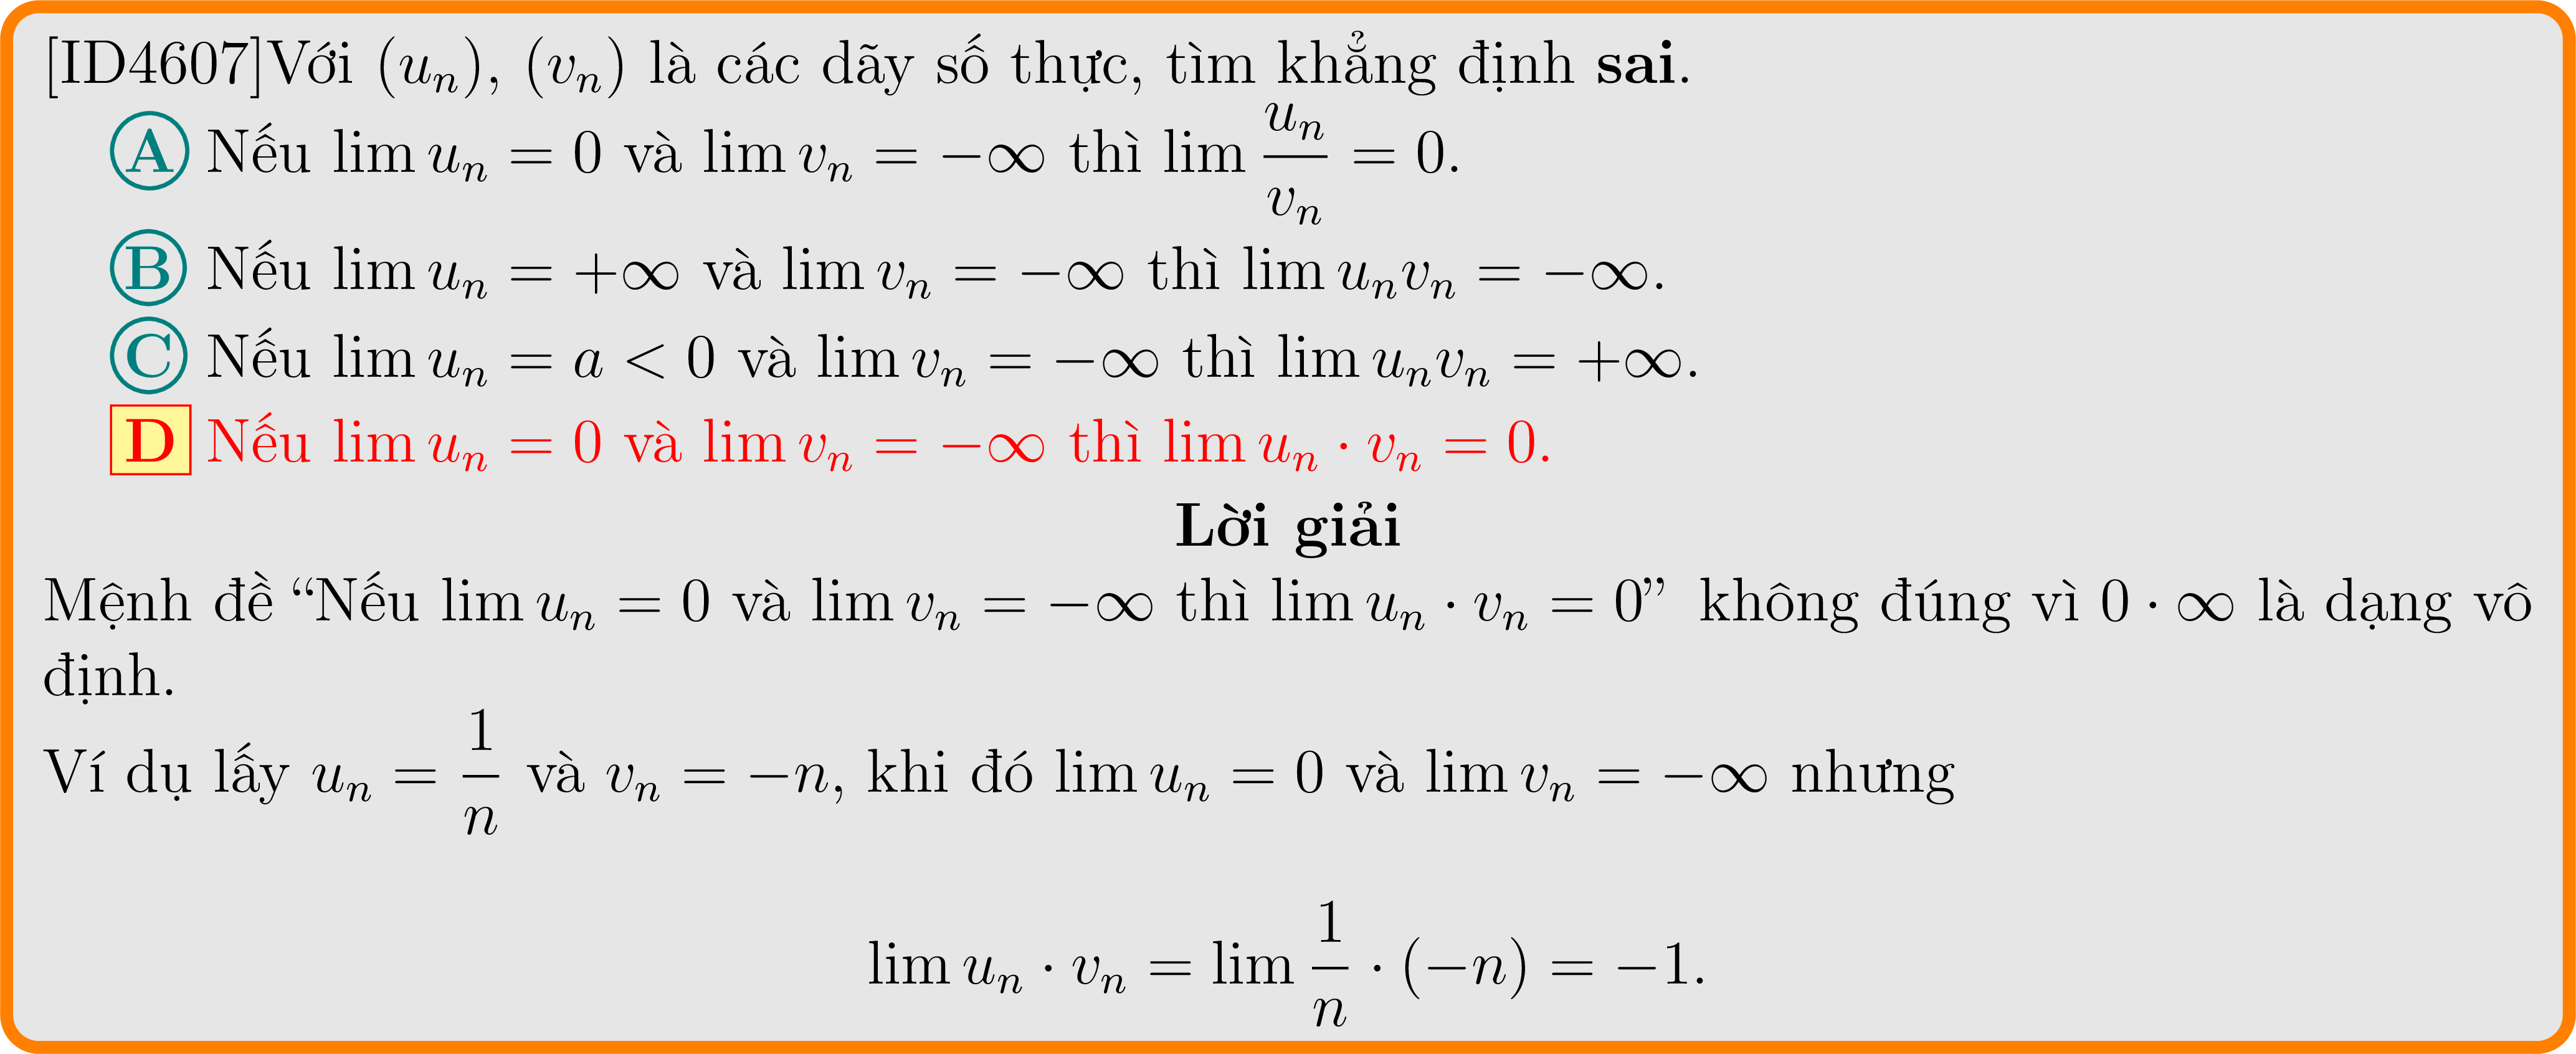 [ID4607]Với (uₙ), (vₙ) là các dãy số thực, tìm khẳng định sai.
A Nếu lim uₙ = 0 và lim vₙ = −∞ thì lim uₙ/vₙ = 0.
B Nếu lim uₙ = +∞ và lim vₙ = −∞ thì lim uₙvₙ = −∞.
C Nếu lim uₙ = a < 0 và lim vₙ = −∞ thì lim uₙvₙ = +∞.
D Nếu lim uₙ = 0 và lim vₙ = −∞ thì lim uₙ · vₙ = 0.
Lời giải
Mệnh đề “Nếu lim uₙ = 0 và lim vₙ = −∞ thì lim uₙ · vₙ = 0” không đúng vì 0 · ∞ là dạng vô
định.
Ví dụ lấy uₙ = 1/n và vₙ = −n, khi đó lim uₙ = 0 và lim vₙ = −∞ nhưng
lim uₙ · vₙ = lim 1/n · (−n) = −1.